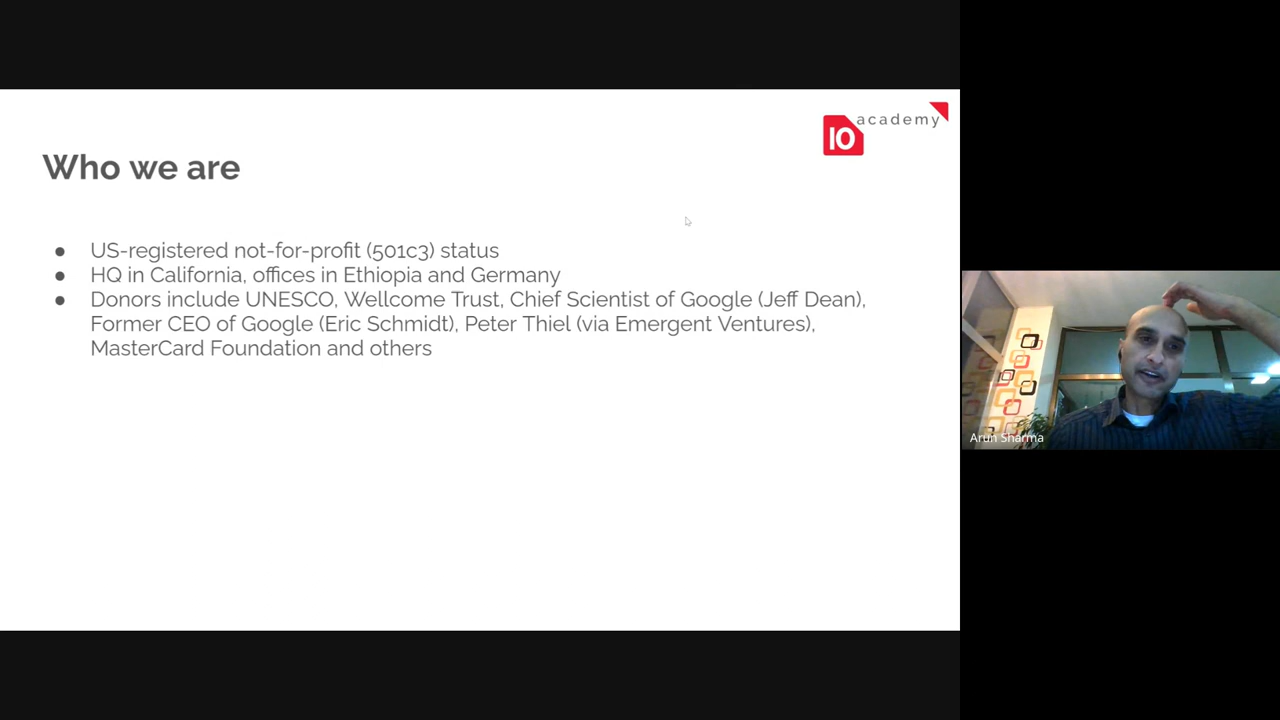 10 academy
Who we are
● US-registered not-for-profit (501c3) status
● HQ in California, offices in Ethiopia and Germany
● Donors include UNESCO, Wellcome Trust, Chief Scientist of Google (Jeff Dean),
Former CEO of Google (Eric Schmidt), Peter Thiel (via Emergent Ventures),
MasterCard Foundation and others
Arun Sharma